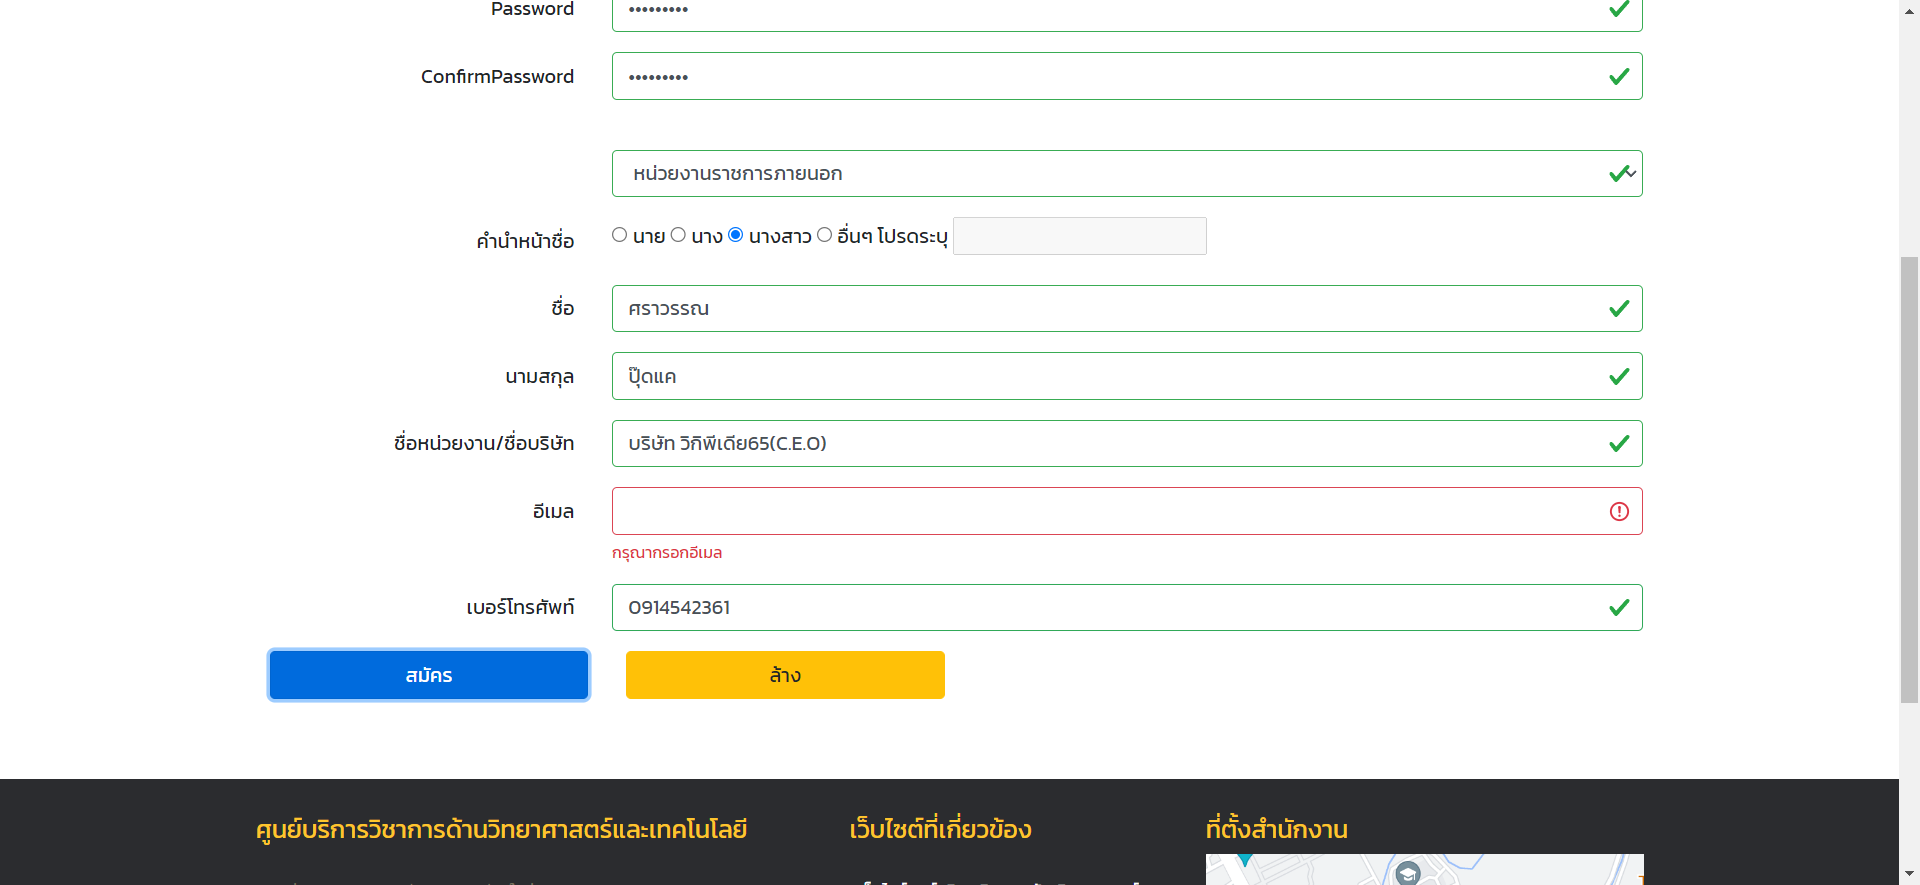 Password
•••••••••
ConfirmPassword
•••••••••
หน่วยงานราชการภายนอก
คำนำหน้าชื่อ
นาย นาง นางสาว อื่นๆ โปรดระบุ
ชื่อ
ศราวรรณ
นามสกุล
ปุ๊ดแค
ชื่อหน่วยงาน/ชื่อบริษัท
บริษัท วิกิพีเดีย65(C.E.O)
อีเมล
กรุณากรอกอีเมล
เบอร์โทรศัพท์
0914542361
สมัคร
ล้าง
ศูนย์บริการวิชาการด้านวิทยาศาสตร์และเทคโนโลยี
เว็บไซต์ที่เกี่ยวข้อง
ที่ตั้งสำนักงาน